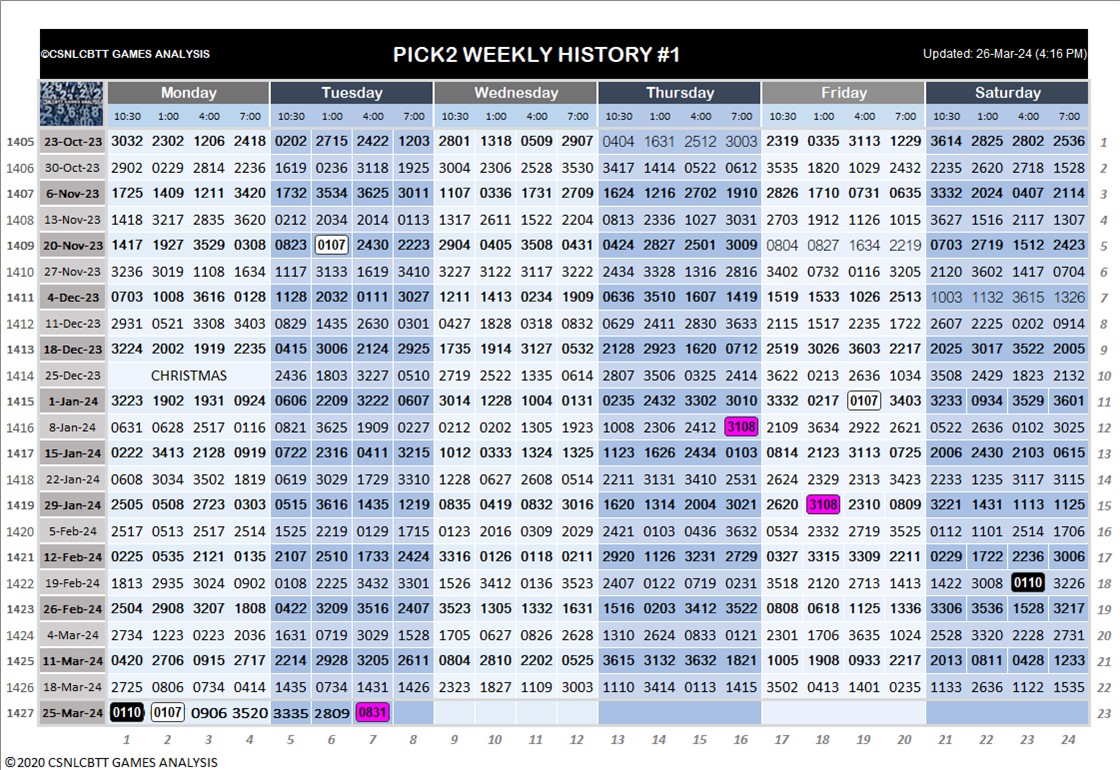 ©CSNLCBTT GAMES ANALYSIS PICK2 WEEKLY HISTORY #1 Updated: 26-Mar-24 (4:16 PM)
Monday Tuesday Wednesday Thursday Friday Saturday
10:30 1:00 4:00 7:00 10:30 1:00 4:00 8:00 10:30 1:00 4:00 7:00 10:30 1:00 4:00 7:00 10:30 1:00 4:00 7:00 10:30 1:00 4:00 7:00
1405 23-Oct-23 3032 2302 1206 2418 0202 2715 2422 1203 2801 1318 0509 2907 0404 1631 2512 3003 2319 0335 3113 1229 3614 2825 2802 2536 1
1406 30-Oct-23 2902 0229 2814 2236 1619 0236 3118 1925 3004 2306 2528 3530 3417 1414 0522 0612 3535 1820 1029 2432 2235 2620 2718 1528 2
1407 6-Nov-23 1725 1409 1211 3420 1732 3534 3625 3011 1107 0336 1731 2709 1624 1216 2702 1910 2826 1710 0731 0635 3332 2024 0407 2114 3
1408 13-Nov-23 1418 3217 2835 3620 0212 2034 2014 0113 1317 2611 1522 2204 0813 2336 1027 3031 2703 1912 1126 1015 3627 1516 2117 1307 4
1409 20-Nov-23 1417 1927 3529 0308 0823 0107 2430 2223 2904 0405 3508 0431 0424 2827 2501 3009 0804 0827 1634 2219 0703 2719 1512 2423 5
1410 27-Nov-23 3236 3019 1108 1634 1117 3133 1619 3410 3227 3122 3117 3222 2434 3328 1316 2816 3402 0732 0116 3205 2120 3602 1417 0704 6
1411 4-Dec-23 0703 1008 3616 0128 1128 2032 0111 3027 1211 1413 0234 1909 0636 3510 1607 1419 1519 1533 1026 2513 1003 1132 3615 1326 7
1412 11-Dec-23 2931 0521 3308 3403 0829 1435 2630 0301 0427 1828 0318 0832 0629 2411 2830 3633 2115 1517 2235 1722 2607 2225 0202 0914 8
1413 18-Dec-23 3224 2002 1919 2235 0415 3006 2124 2925 1735 1914 3127 0532 2128 2923 1620 0712 2519 3026 3603 2217 2025 3017 3522 2005 9
1414 25-Dec-23 CHRISTMAS 2436 1803 3227 0510 2719 2522 1335 0614 2807 3506 0325 2414 3622 0213 2636 1034 3508 2429 1823 2132 10
1415 1-Jan-24 3223 1902 1931 0924 0606 2209 3222 0607 3014 1228 1004 0131 0235 2432 3302 3010 3332 0217 0107 3403 3233 0934 3529 3601 11
1416 8-Jan-24 0631 0628 2517 0116 0821 3625 1909 0227 0212 0202 1305 1923 1008 2306 2412 3108 2109 3634 2922 2621 0522 2636 0102 3025 12
1417 15-Jan-24 0222 3413 2128 0919 0722 2316 0411 3215 1012 0333 1324 1325 1123 1626 2434 0103 0814 2123 3113 0725 2006 2430 2103 0615 13
1418 22-Jan-24 0608 3034 3502 1819 0619 3029 1729 3310 1228 0627 2608 0514 2211 3131 3410 2531 2624 2229 2313 3423 2233 1235 3117 3115 14
1419 29-Jan-24 2505 0508 2723 0303 0515 3616 1435 1219 0835 0419 0832 3016 1620 1314 2004 3021 2620 3108 2310 0809 3221 1431 1113 1125 15
1420 5-Feb-24 2517 0513 2517 2514 1525 2219 0129 1715 0123 2016 0309 2029 2421 0103 0436 3632 0534 2332 2719 3525 0112 1101 2514 1706 16
1421 12-Feb-24 0225 0535 2121 0135 2107 2510 1733 2424 3316 0126 0118 0211 2920 1126 3231 2729 0327 3315 3309 2211 0229 1722 2236 3006 17
1422 19-Feb-24 1813 2935 3024 0902 0108 2225 3432 3301 1526 3412 0136 3523 2407 0122 0719 0231 3518 2120 2713 1413 1422 3008 0110 3226 18
1423 26-Feb-24 2504 2908 3207 1808 0422 3209 3516 2407 3523 1305 1332 1631 1516 0203 3412 3522 0808 0618 1125 1336 3306 3536 1528 3217 19
1424 4-Mar-24 2734 1223 0223 2036 1631 0719 3029 1528 1705 0627 0826 2628 1310 2624 0833 0121 2301 1706 3635 1024 2528 3320 2228 2731 20
1425 11-Mar-24 0420 2706 0915 2717 2214 2928 3205 2611 0804 2810 2202 0525 3615 3132 3632 1821 1005 1908 0933 2217 2013 0811 0428 1233 21
1426 18-Mar-24 2725 0806 0734 0414 1435 0734 1431 1426 2323 1827 1109 3003 1110 3414 0113 1415 3502 0413 1401 0235 1133 2636 1122 1535 22
1427 25-Mar-24 0110 0107 0906 3520 3335 2809 0831 23
1 2 3 4 5 6 7 8 9 10 11 12 13 14 15 16 17 18 19 20 21 22 23 24
©2020 CSNLCBTT GAMES ANALYSIS